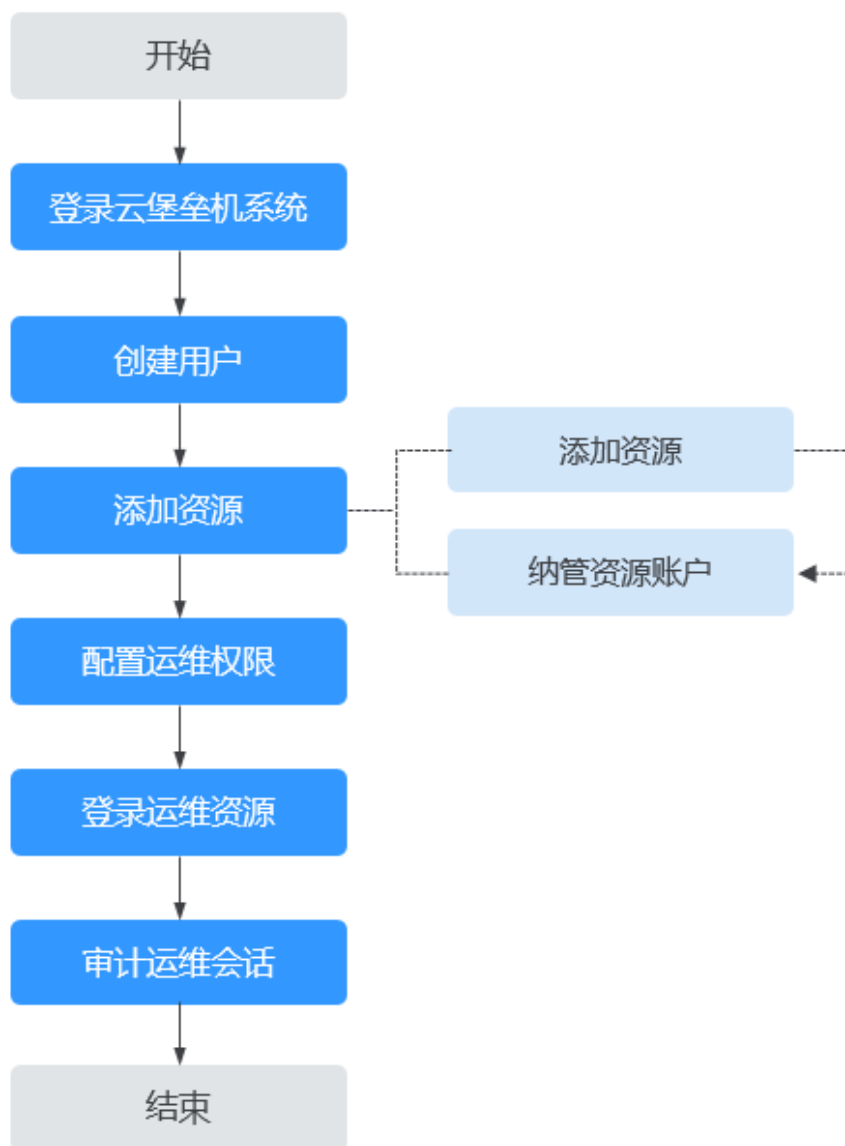 开始
登录云堡垒机系统
创建用户
添加资源
添加资源
纳管资源账户
配置运维权限
登录运维资源
审计运维会话
结束